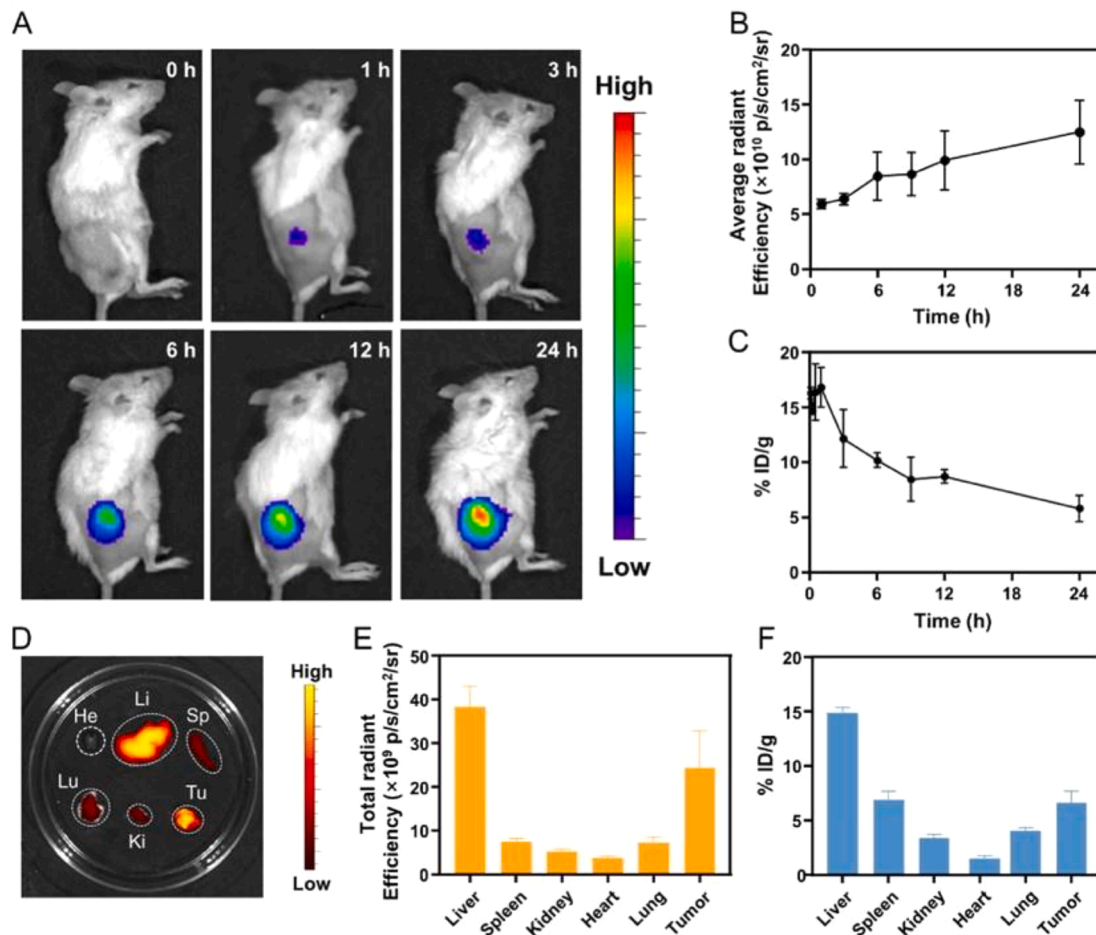 A
0 h
1 h
3 h
6 h
12 h
24 h
High
Low
B
Average radiant
Efficiency (×10¹⁰ p/s/cm²/sr)
20
15
10
5
0
0 6 12 18 24
Time (h)
C
% ID/g
20
15
10
5
0
0 6 12 18 24
Time (h)
D
He
Li
Sp
Lu
Ki
Tu
High
Low
E
Total radiant
Efficiency (×10⁹ p/s/cm²/sr)
50
40
30
20
10
0
Liver Spleen Kidney Heart Lung Tumor
F
% ID/g
20
15
10
5
0
Liver Spleen Kidney Heart Lung Tumor